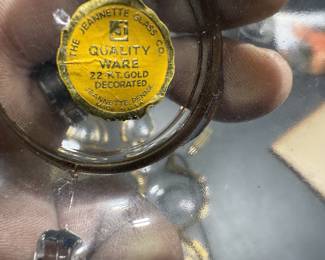 THE JEANNETTE GLASS CO.
QUALITY
WARE
22 KT. GOLD
DECORATED
JEANNETTE PENNA.